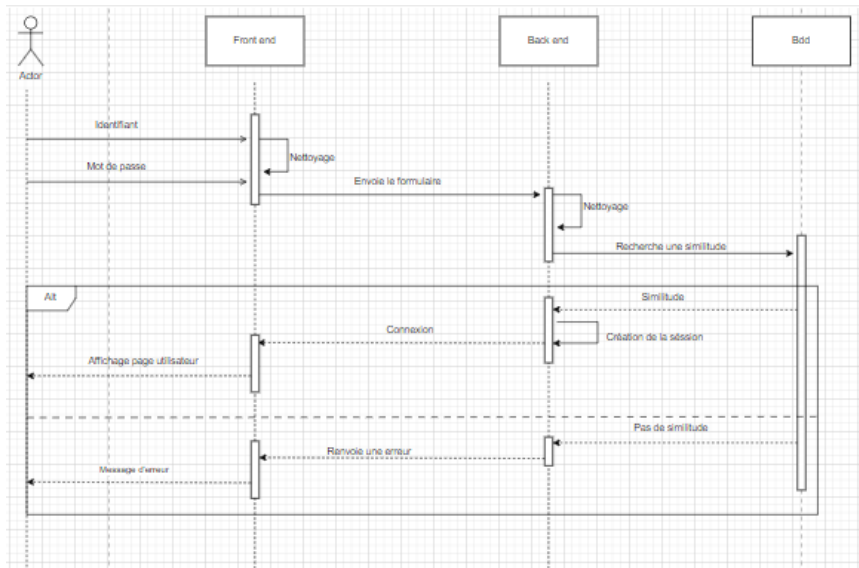 Front end
Back end
Bdd
Actor
Identifiant
Nettoyage
Mot de passe
Envoie le formulaire
Nettoyage
Recherche une similitude
Alt
Similitude
Connexion
Création de la séssion
Affichage page utilisateur
Pas de similitude
Renvoie une erreur
Message d'erreur